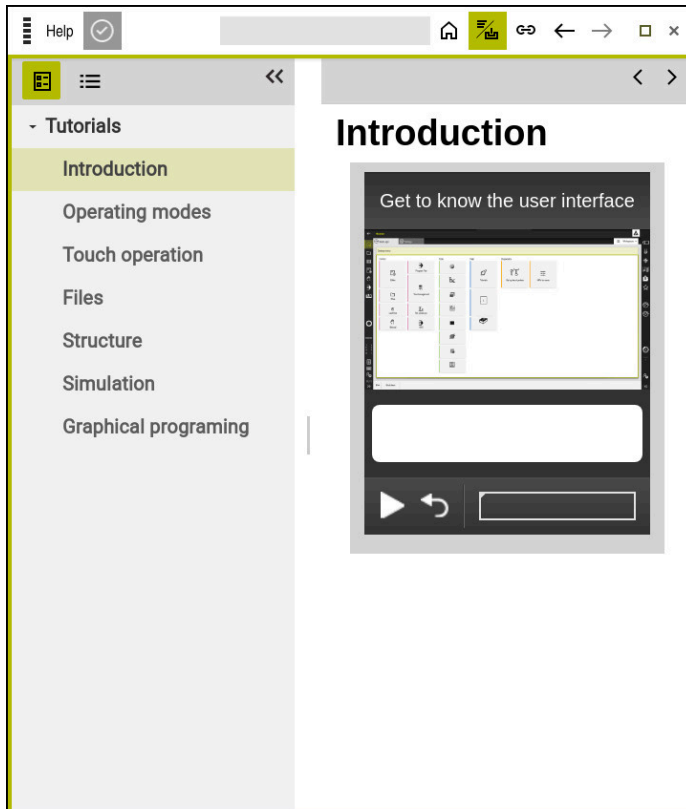 Help
Tutorials
Introduction
Operating modes
Touch operation
Files
Structure
Simulation
Graphical programing
Introduction
Get to know the user interface